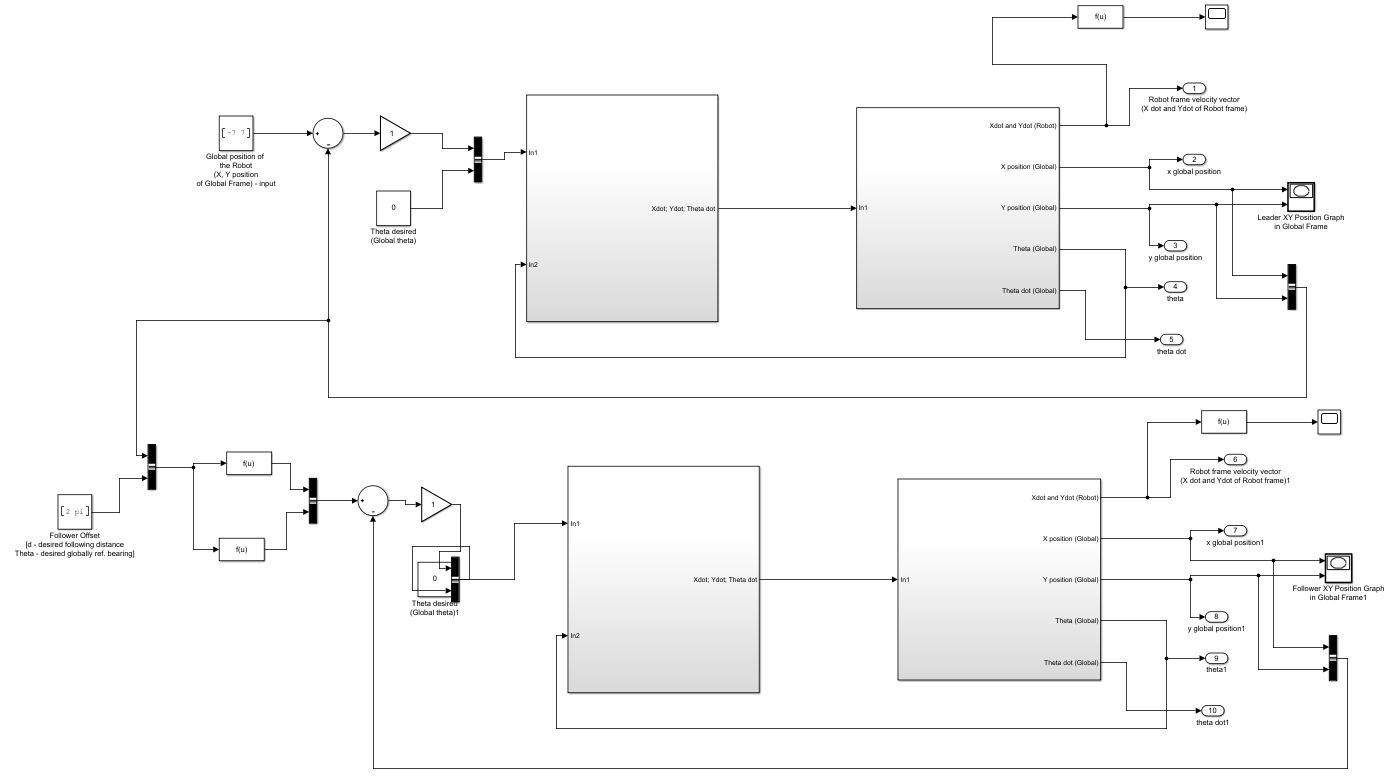 f(u)
1
Robot frame velocity vector
(X dot and Ydot of Robot frame)
[-7 7]
Global position of
the Robot
(X, Y position
of Global Frame) - input
+
-
1
0
Theta desired
(Global theta)
In1
In2
Xdot; Ydot; Theta dot
In1
Xdot and Ydot (Robot)
X position (Global)
Y position (Global)
Theta (Global)
Theta dot (Global)
2
x global position
Leader XY Position Graph
in Global Frame
3
y global position
4
theta
5
theta dot
f(u)
6
Robot frame velocity vector
(X dot and Ydot of Robot frame)1
[2 pi]
Follower Offset
[d - desired following distance
Theta - desired globally ref. bearing]
f(u)
f(u)
+
-
1
0
Theta desired
(Global theta)1
In1
In2
Xdot; Ydot; Theta dot
In1
Xdot and Ydot (Robot)
X position (Global)
Y position (Global)
Theta (Global)
Theta dot (Global)
7
x global position1
Follower XY Position Graph
in Global Frame1
8
y global position1
9
theta1
10
theta dot1